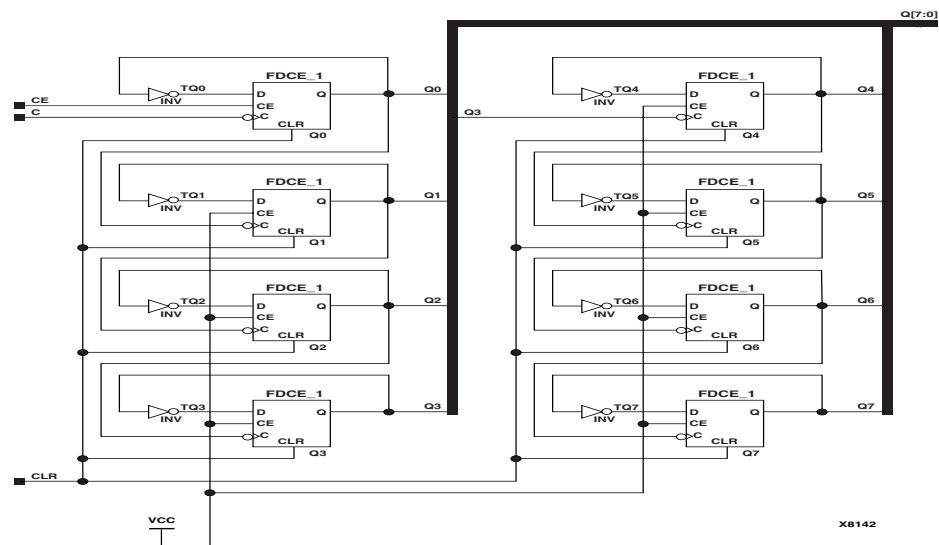 Q[7:0]
FDCE_1
TQ0
D
Q
Q0
INV
CE
CE
C
C
CLR
Q0
FDCE_1
TQ4
D
Q
Q4
INV
CE
Q3
C
CLR
Q4
FDCE_1
TQ1
D
Q
Q1
INV
CE
C
CLR
Q1
FDCE_1
TQ5
D
Q
Q5
INV
CE
C
CLR
Q5
FDCE_1
TQ2
D
Q
Q2
INV
CE
C
CLR
Q2
FDCE_1
TQ6
D
Q
Q6
INV
CE
C
CLR
Q6
FDCE_1
TQ3
D
Q
Q3
INV
CE
C
CLR
Q3
FDCE_1
TQ7
D
Q
Q7
INV
CE
C
CLR
Q7
CLR
VCC
X8142